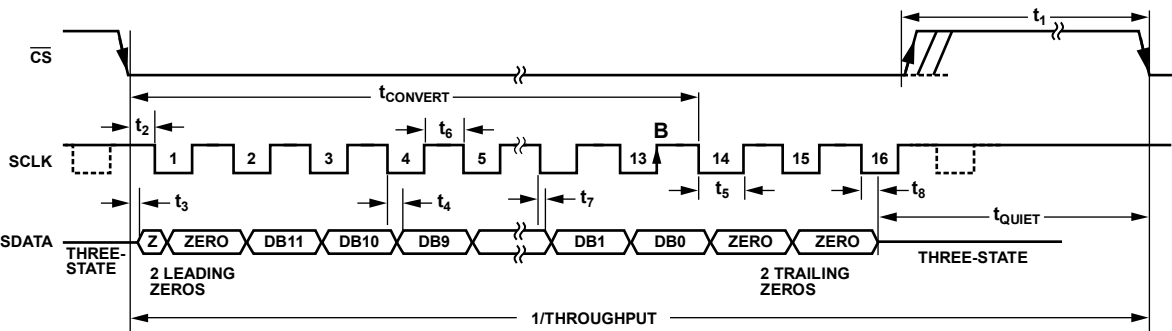 t1
CS
tCONVERT
t2
t6
B
SCLK
1 2 3 4 5 13 14 15 16
t3
t4
t7
t5
t8
tQUIET
SDATA
Z ZERO DB11 DB10 DB9 DB1 DB0 ZERO ZERO
THREE-
STATE
2 LEADING
ZEROS
2 TRAILING
ZEROS
THREE-STATE
1/THROUGHPUT